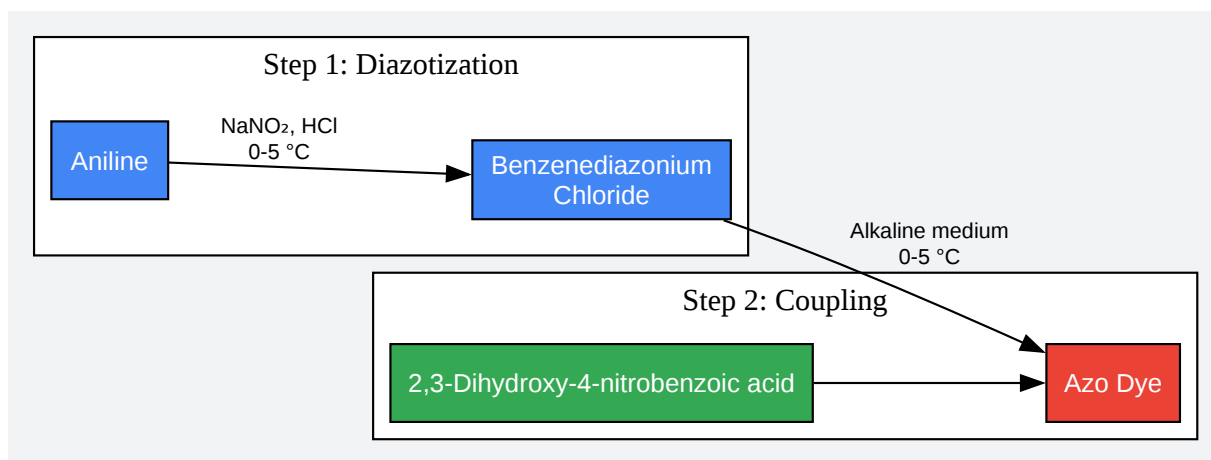 Step 1: Diazotization
Aniline
NaNO₂, HCl
0-5 °C
Benzenediazonium
Chloride
Alkaline medium
0-5 °C
Step 2: Coupling
2,3-Dihydroxy-4-nitrobenzoic acid
Azo Dye